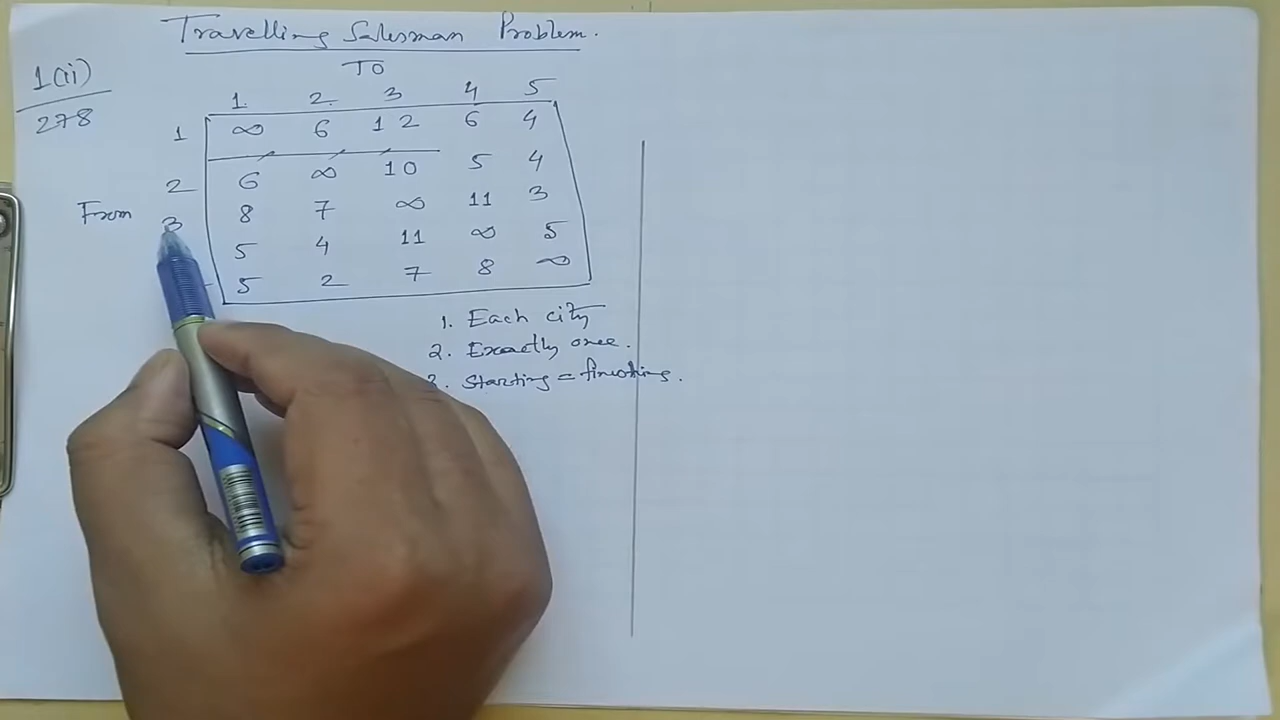 Travelling Salesman Problem.
1(ii)
278
TO
1. 2. 3 4 5
1 ∞ 6 12 6 4
2 6 ∞ 10 5 4
From 3 8 7 ∞ 11 3
5 4 11 ∞ 5
5 2 7 8 ∞
1. Each city
2. Exactly once.
3. Starting = finishing.